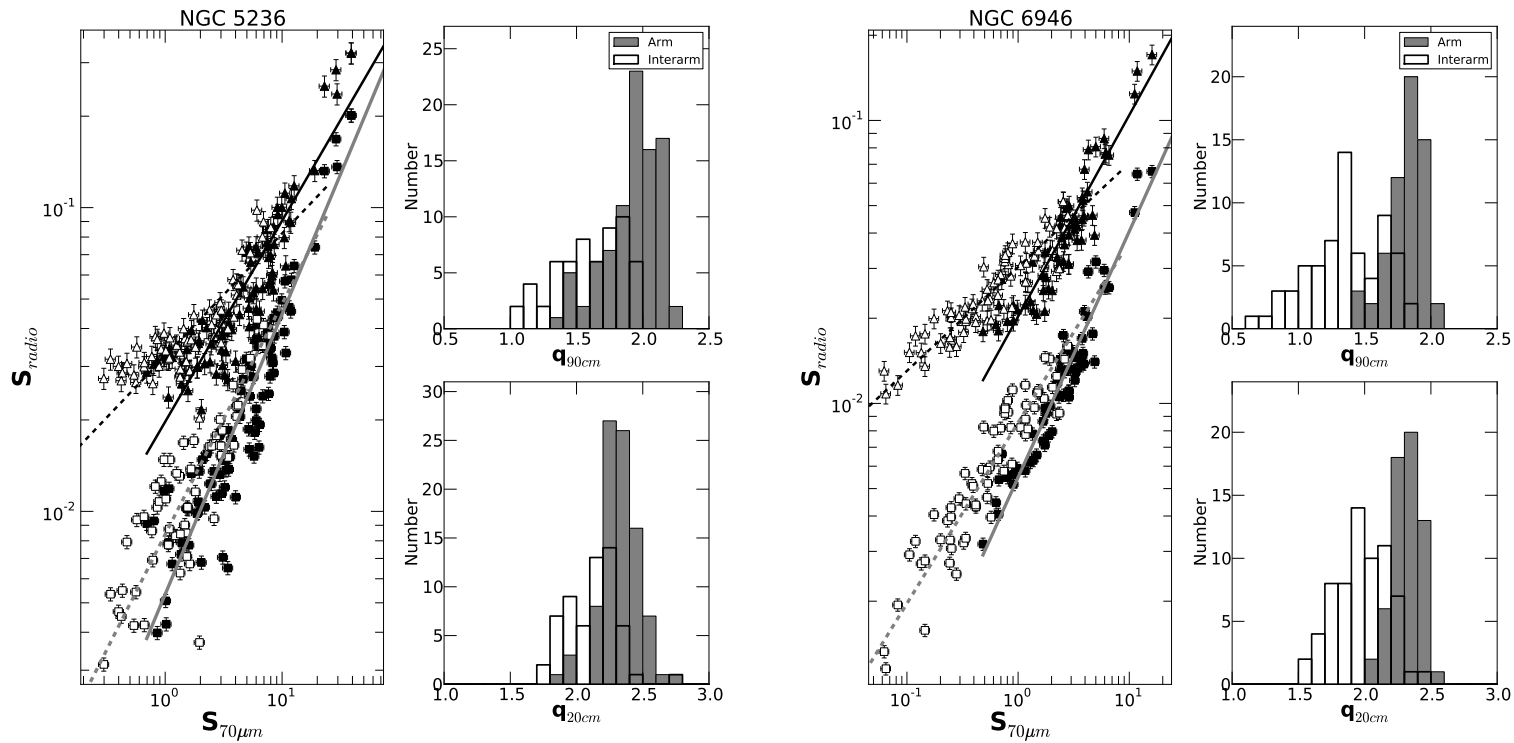 NGC 5236
S_radio
10^-1
10^-2
10^0
10^1
S_70μm
Arm
Interarm
Number
25
20
15
10
5
0
0.5
1.0
1.5
2.0
2.5
q_90cm
Number
30
25
20
15
10
5
0
1.0
1.5
2.0
2.5
3.0
q_20cm
NGC 6946
S_radio
10^-1
10^-2
10^-1
10^0
10^1
S_70μm
Arm
Interarm
Number
20
15
10
5
0
0.5
1.0
1.5
2.0
2.5
q_90cm
Number
20
15
10
5
0
1.0
1.5
2.0
2.5
3.0
q_20cm